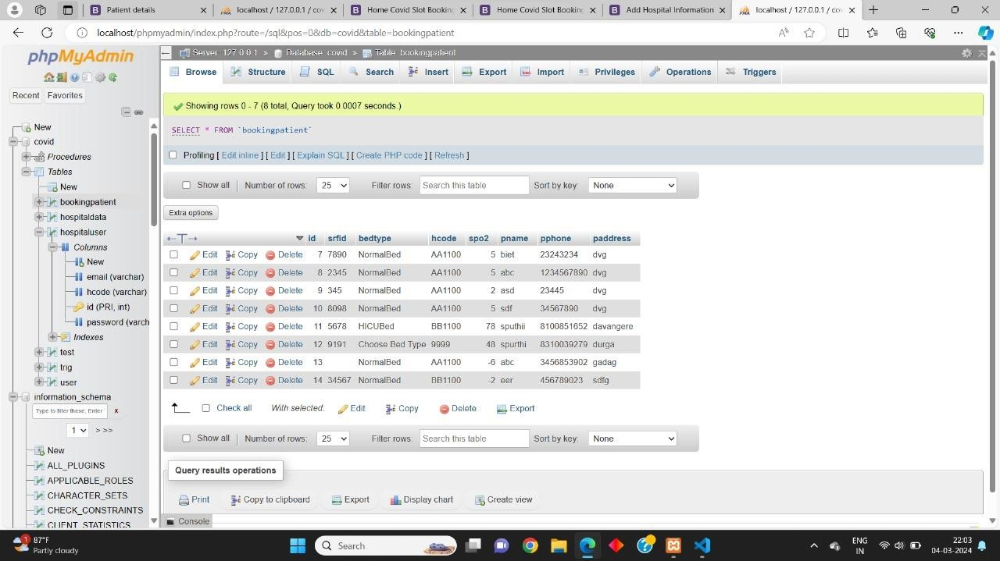 Patient details
localhost / 127.0.0.1 / cov
Home Covid Slot Booking
Home Covid Slot Booking
Add Hospital Information
localhost / 127.0.0.1 / cov
localhost/phpmyadmin/index.php?route=/sql&pos=0&db=covid&table=bookingpatient
phpMyAdmin
Recent Favorites
New
covid
Procedures
Tables
New
bookingpatient
hospitaldata
hospitaluser
Columns
New
email (varchar)
hcode (varchar)
id (PRI, int)
password (varch
Indexes
test
trig
user
information_schema
Type to filter these, Enter X
1 > >>
New
ALL_PLUGINS
APPLICABLE_ROLES
CHARACTER_SETS
CHECK_CONSTRAINTS
CLIENT_STATISTICS
Server: 127.0.0.1 » Database: covid » Table: bookingpatient
Browse Structure SQL Search Insert Export Import Privileges Operations Triggers
Showing rows 0 - 7 (8 total, Query took 0.0007 seconds.)
SELECT * FROM `bookingpatient`
Profiling [ Edit inline ] [ Edit ] [ Explain SQL ] [ Create PHP code ] [ Refresh ]
Show all Number of rows: 25 Filter rows: Search this table Sort by key: None
Extra options
←T→ id srfid bedtype hcode spo2 pname pphone paddress
Edit Copy Delete 7 7890 NormalBed AA1100 5 biet 23243234 dvg
Edit Copy Delete 8 2345 NormalBed AA1100 5 abc 1234567890 dvg
Edit Copy Delete 9 345 NormalBed AA1100 2 asd 23445 dvg
Edit Copy Delete 10 8098 NormalBed AA1100 5 sdf 34567890 dvg
Edit Copy Delete 11 5678 HICUBed BB1100 78 sputhii 8100851652 davangere
Edit Copy Delete 12 9191 Choose Bed Type 9999 48 spurthi 8310039279 durga
Edit Copy Delete 13 NormalBed AA1100 -6 abc 3456853902 gadag
Edit Copy Delete 14 34567 NormalBed BB1100 -2 eer 456789023 sdfg
Check all With selected: Edit Copy Delete Export
Show all Number of rows: 25 Filter rows: Search this table Sort by key: None
Query results operations
Print Copy to clipboard Export Display chart Create view
Console
1
87°F
Partly cloudy
Search
ENG
IN
22:03
04-03-2024